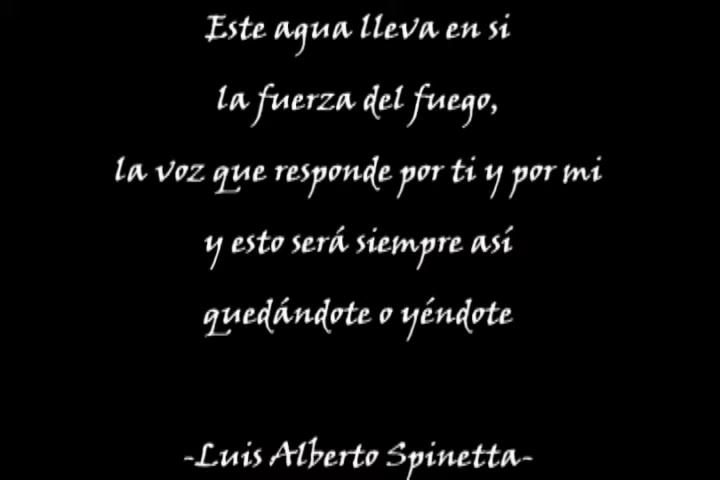 Este agua lleva en si
la fuerza del fuego,
la voz que responde por ti y por mi
y esto será siempre así
quedándote o yéndote
-Luis Alberto Spinetta-